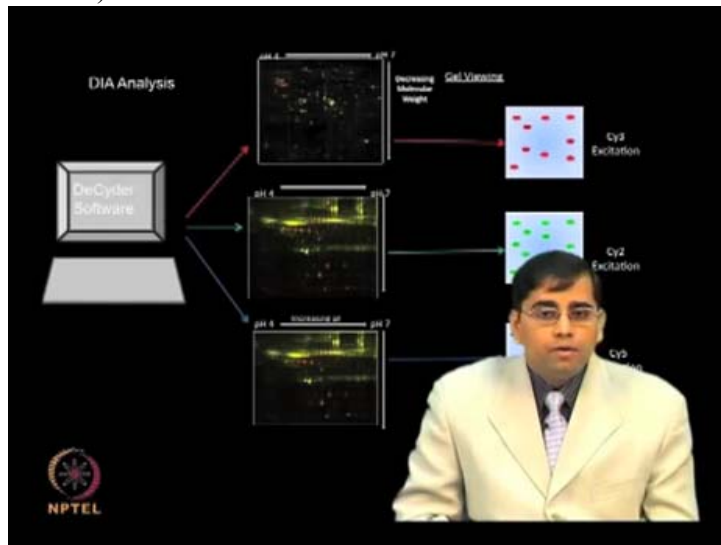 DIA Analysis
pH 4
pH 7
Decreasing
Molecular
Weight
Gel Viewing
Cy3
Excitation
DeCyder
Software
pH 4
pH 7
Cy2
Excitation
Increasing pI
pH 4
pH 7
Cy5
NPTEL